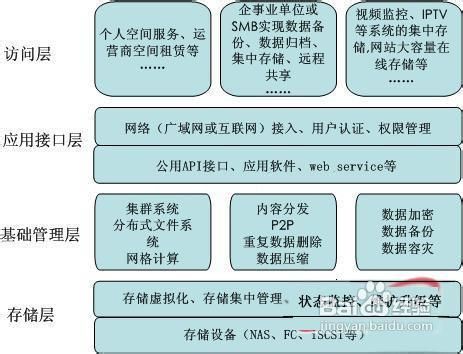 访问层
个人空间服务、运
营商空间租赁等
……
企事业单位或
SMB实现数据备
份、数据归档、
集中存储、远程
共享
……
视频监控、IPTV
等系统的集中存
储,网站大容量在
线存储等
……
应用接口层
网络（广域网或互联网）接入、用户认证、权限管理
公用API接口、应用软件、web service等
基础管理层
集群系统
分布式文件系
统
网格计算
内容分发
P2P
重复数据删除
数据压缩
数据加密
数据备份
数据容灾
存储层
存储虚拟化、存储集中管理、状态监控、维护升级等
存储设备（NAS、FC、iSCSI等）
Baidu 经验
jingyan.baidu.com